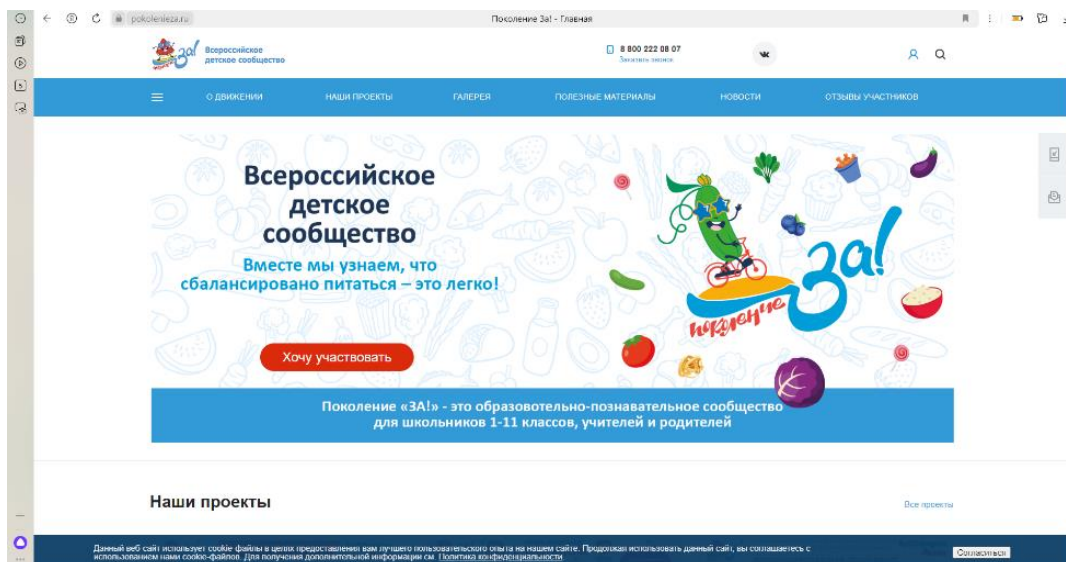 pokolenieza.ru
Поколение За! - Главная
за!
Всероссийское
детское сообщество
8 800 222 08 07
Заказать звонок
О ДВИЖЕНИИ НАШИ ПРОЕКТЫ ГАЛЕРЕЯ ПОЛЕЗНЫЕ МАТЕРИАЛЫ НОВОСТИ ОТЗЫВЫ УЧАСТНИКОВ
Всероссийское
детское
сообщество
Вместе мы узнаем, что
сбалансировано питаться – это легко!
Хочу участвовать
за!
поколение
Поколение «ЗА!» - это образовотельно-познавательное сообщество
для школьников 1-11 классов, учителей и родителей
Наши проекты
Все проекты
Данный веб сайт использует cookie файлы в целях предоставления вам лучшего пользовательского опыта на нашем сайте. Продолжая использовать данный сайт, вы соглашаетесь с
использованием нами cookie-файлов. Для получения дополнительной информации см. Политика конфиденциальности.
Согласиться